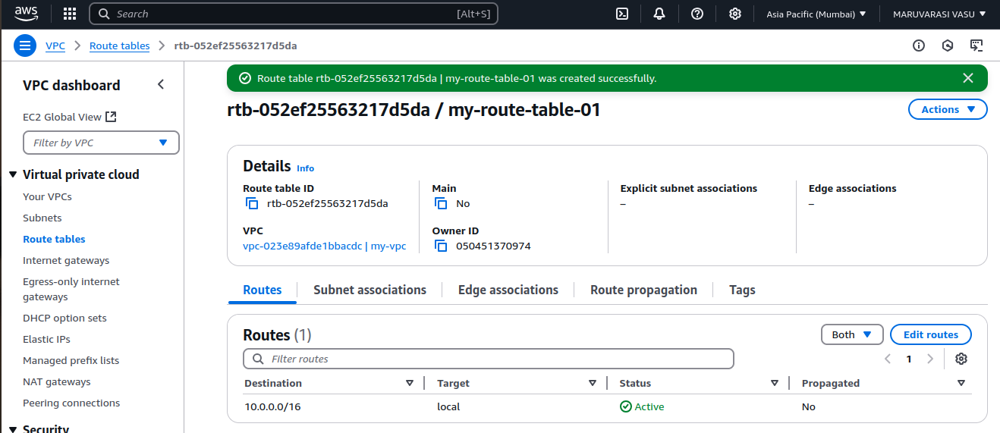 aws
Search [Alt+S] Asia Pacific (Mumbai) MARUVARASI VASU
VPC Route tables rtb-052ef25563217d5da
VPC dashboard
EC2 Global View
Filter by VPC
Virtual private cloud
Your VPCs
Subnets
Route tables
Internet gateways
Egress-only internet
gateways
DHCP option sets
Elastic IPs
Managed prefix lists
NAT gateways
Peering connections
Security
Route table rtb-052ef25563217d5da | my-route-table-01 was created successfully.
rtb-052ef25563217d5da / my-route-table-01
Actions
Details Info
Route table ID
rtb-052ef25563217d5da
Main
No
Explicit subnet associations
–
Edge associations
–
VPC
vpc-023e89afde1bbacdc | my-vpc
Owner ID
050451370974
Routes Subnet associations Edge associations Route propagation Tags
Routes (1)
Both Edit routes
Filter routes
1
Destination Target Status Propagated
10.0.0.0/16 local Active No